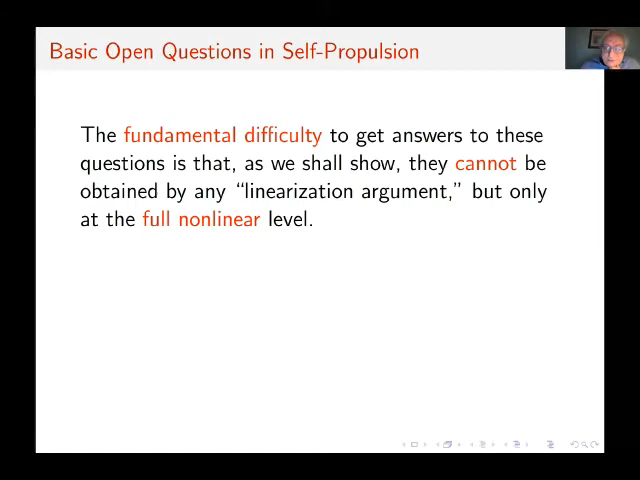 Basic Open Questions in Self-Propulsion
The fundamental difficulty to get answers to these
questions is that, as we shall show, they cannot be
obtained by any “linearization argument,” but only
at the full nonlinear level.